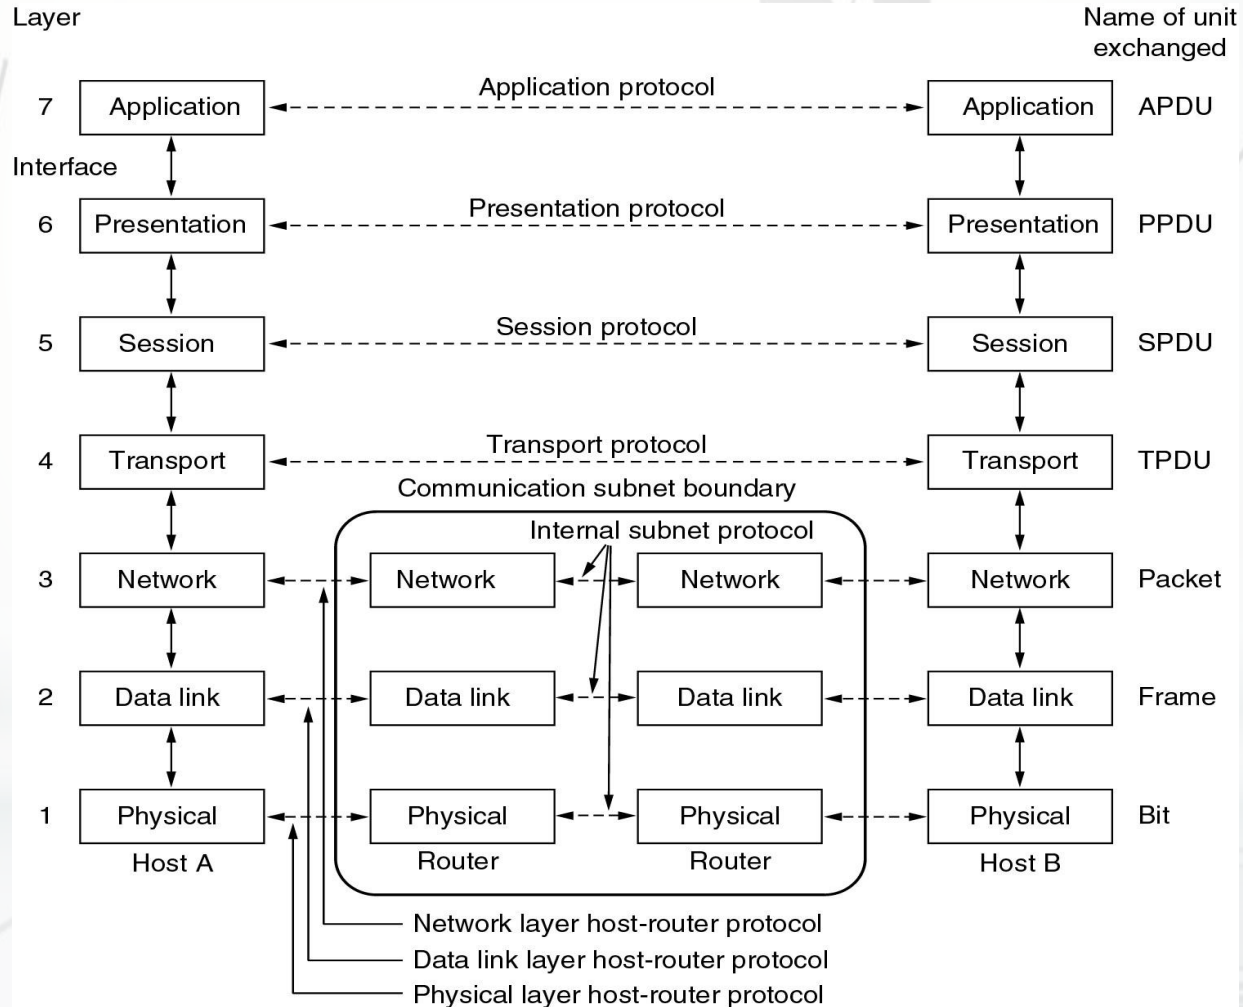 Layer
Name of unit
exchanged
Application protocol
7 Application Application APDU
Interface
Presentation protocol
6 Presentation Presentation PPDU
Session protocol
5 Session Session SPDU
Transport protocol
4 Transport Transport TPDU
Communication subnet boundary
Internal subnet protocol
3 Network Network Network Network Packet
2 Data link Data link Data link Data link Frame
1 Physical Physical Physical Physical Bit
Host A Router Router Host B
Network layer host-router protocol
Data link layer host-router protocol
Physical layer host-router protocol